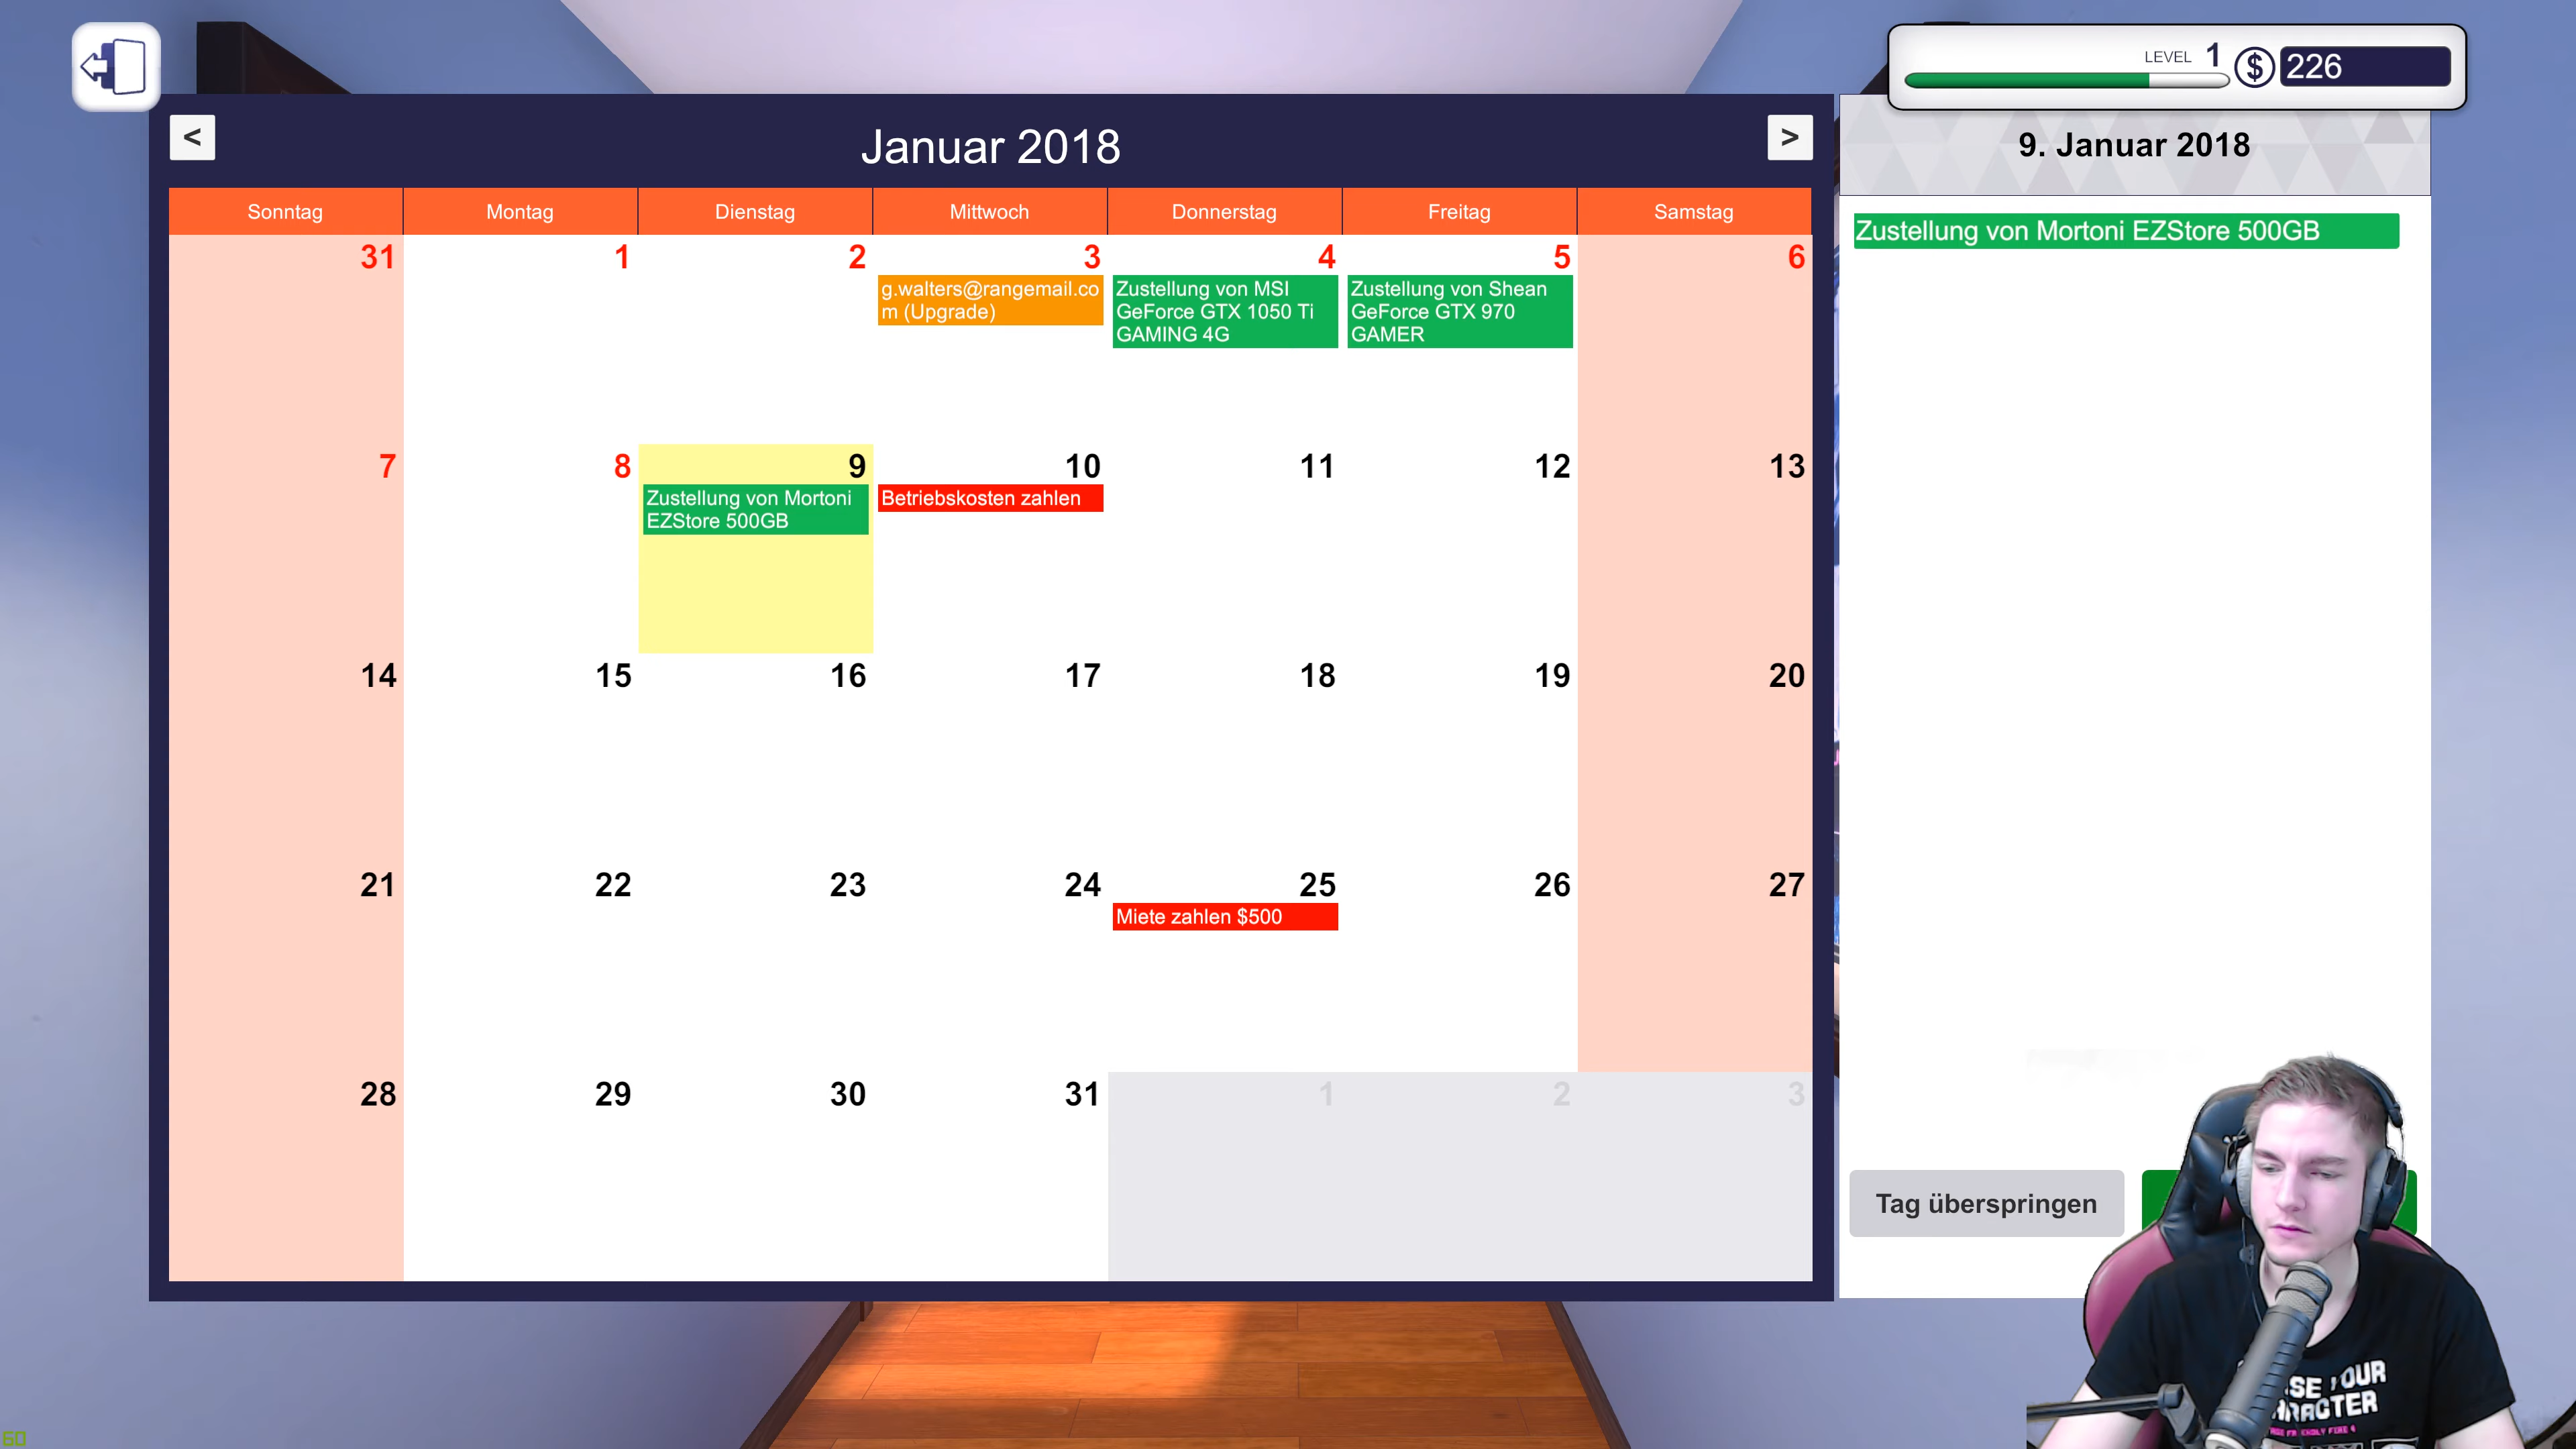 LEVEL 1 $ 226
< Januar 2018 >
9. Januar 2018
Sonntag Montag Dienstag Mittwoch Donnerstag Freitag Samstag
Zustellung von Mortoni EZStore 500GB
31 1 2 3 4 5 6
g.walters@rangemail.co
m (Upgrade)
Zustellung von MSI
GeForce GTX 1050 Ti
GAMING 4G
Zustellung von Shean
GeForce GTX 970
GAMER
7 8 9 10 11 12 13
Zustellung von Mortoni
EZStore 500GB
Betriebskosten zahlen
14 15 16 17 18 19 20
21 22 23 24 25 26 27
Miete zahlen $500
28 29 30 31 1 2 3
Tag überspringen
60